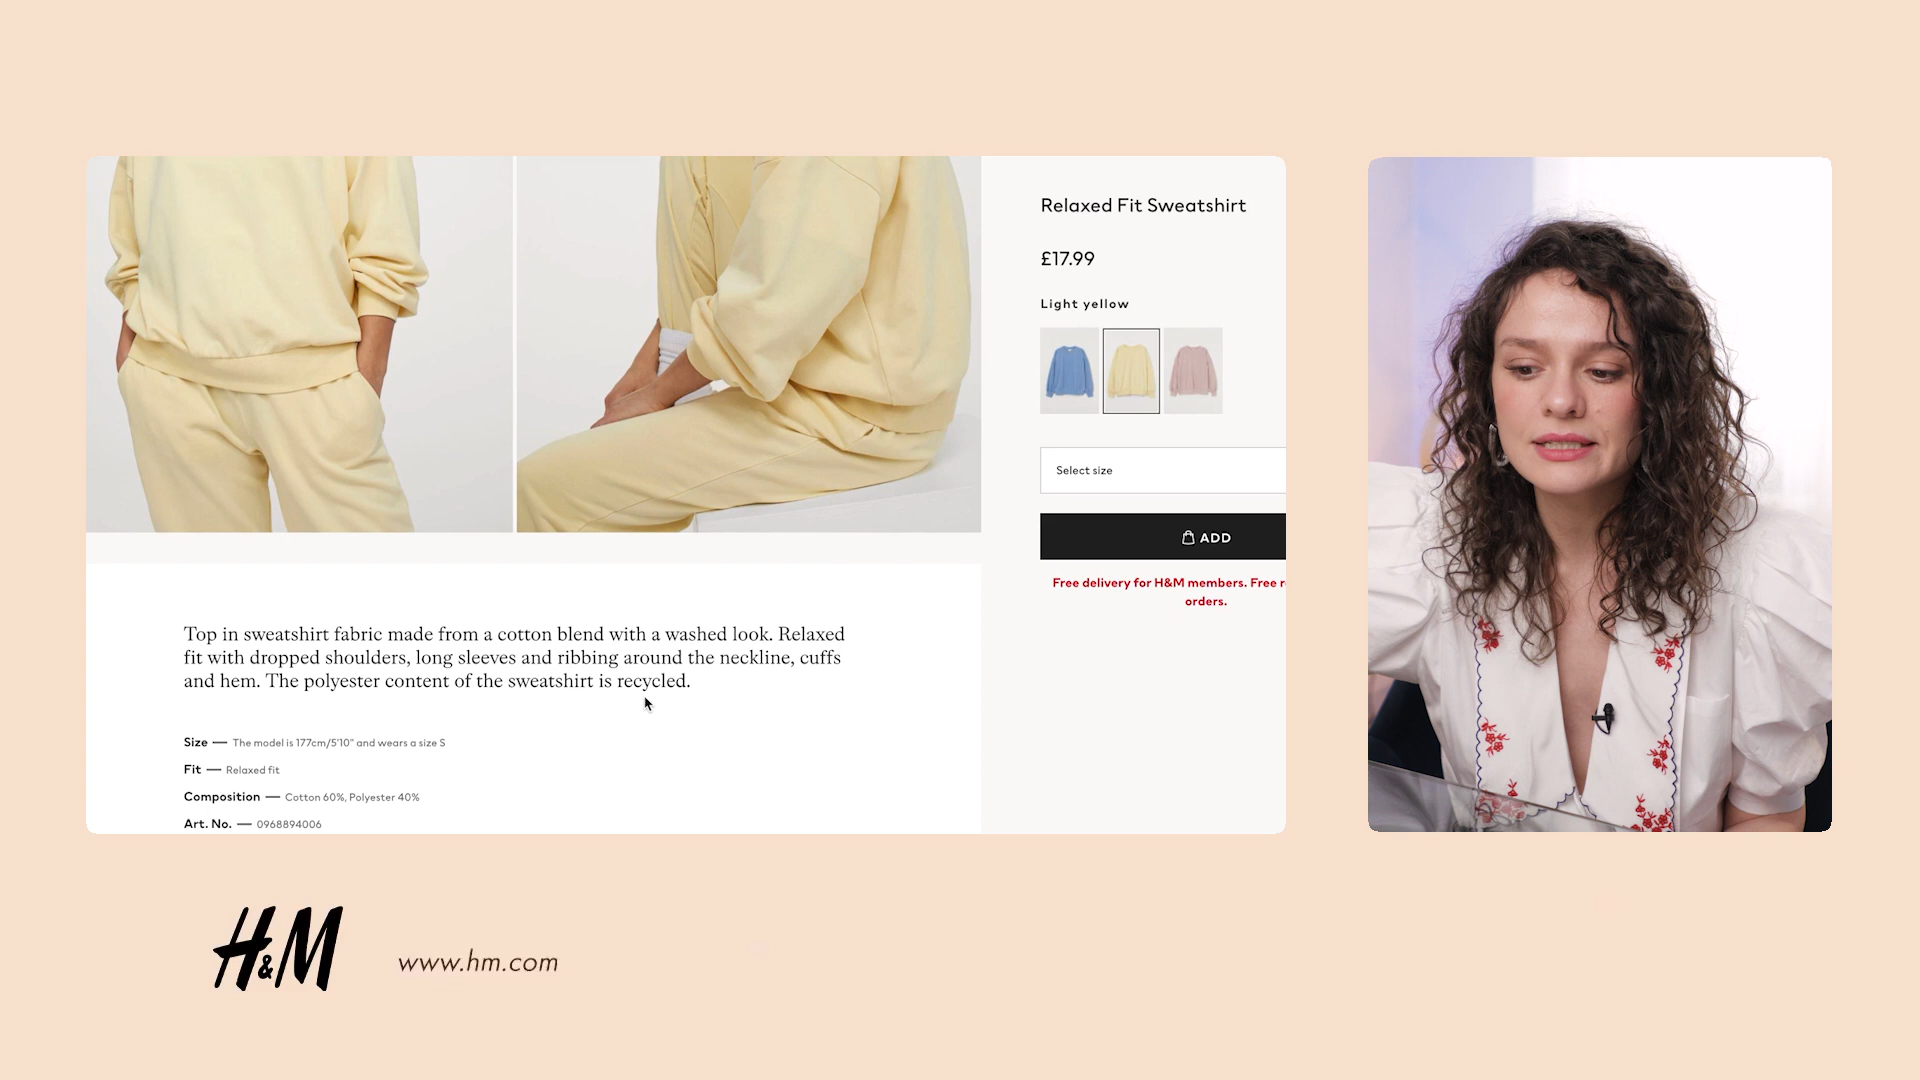 Relaxed Fit Sweatshirt
£17.99
Light yellow
Select size
ADD
Free delivery for H&M members. Free
orders.
Top in sweatshirt fabric made from a cotton blend with a washed look. Relaxed
fit with dropped shoulders, long sleeves and ribbing around the neckline, cuffs
and hem. The polyester content of the sweatshirt is recycled.
Size — The model is 177cm/5'10" and wears a size S
Fit — Relaxed fit
Composition — Cotton 60%, Polyester 40%
Art. No. — 0968894006
H&M
www.hm.com